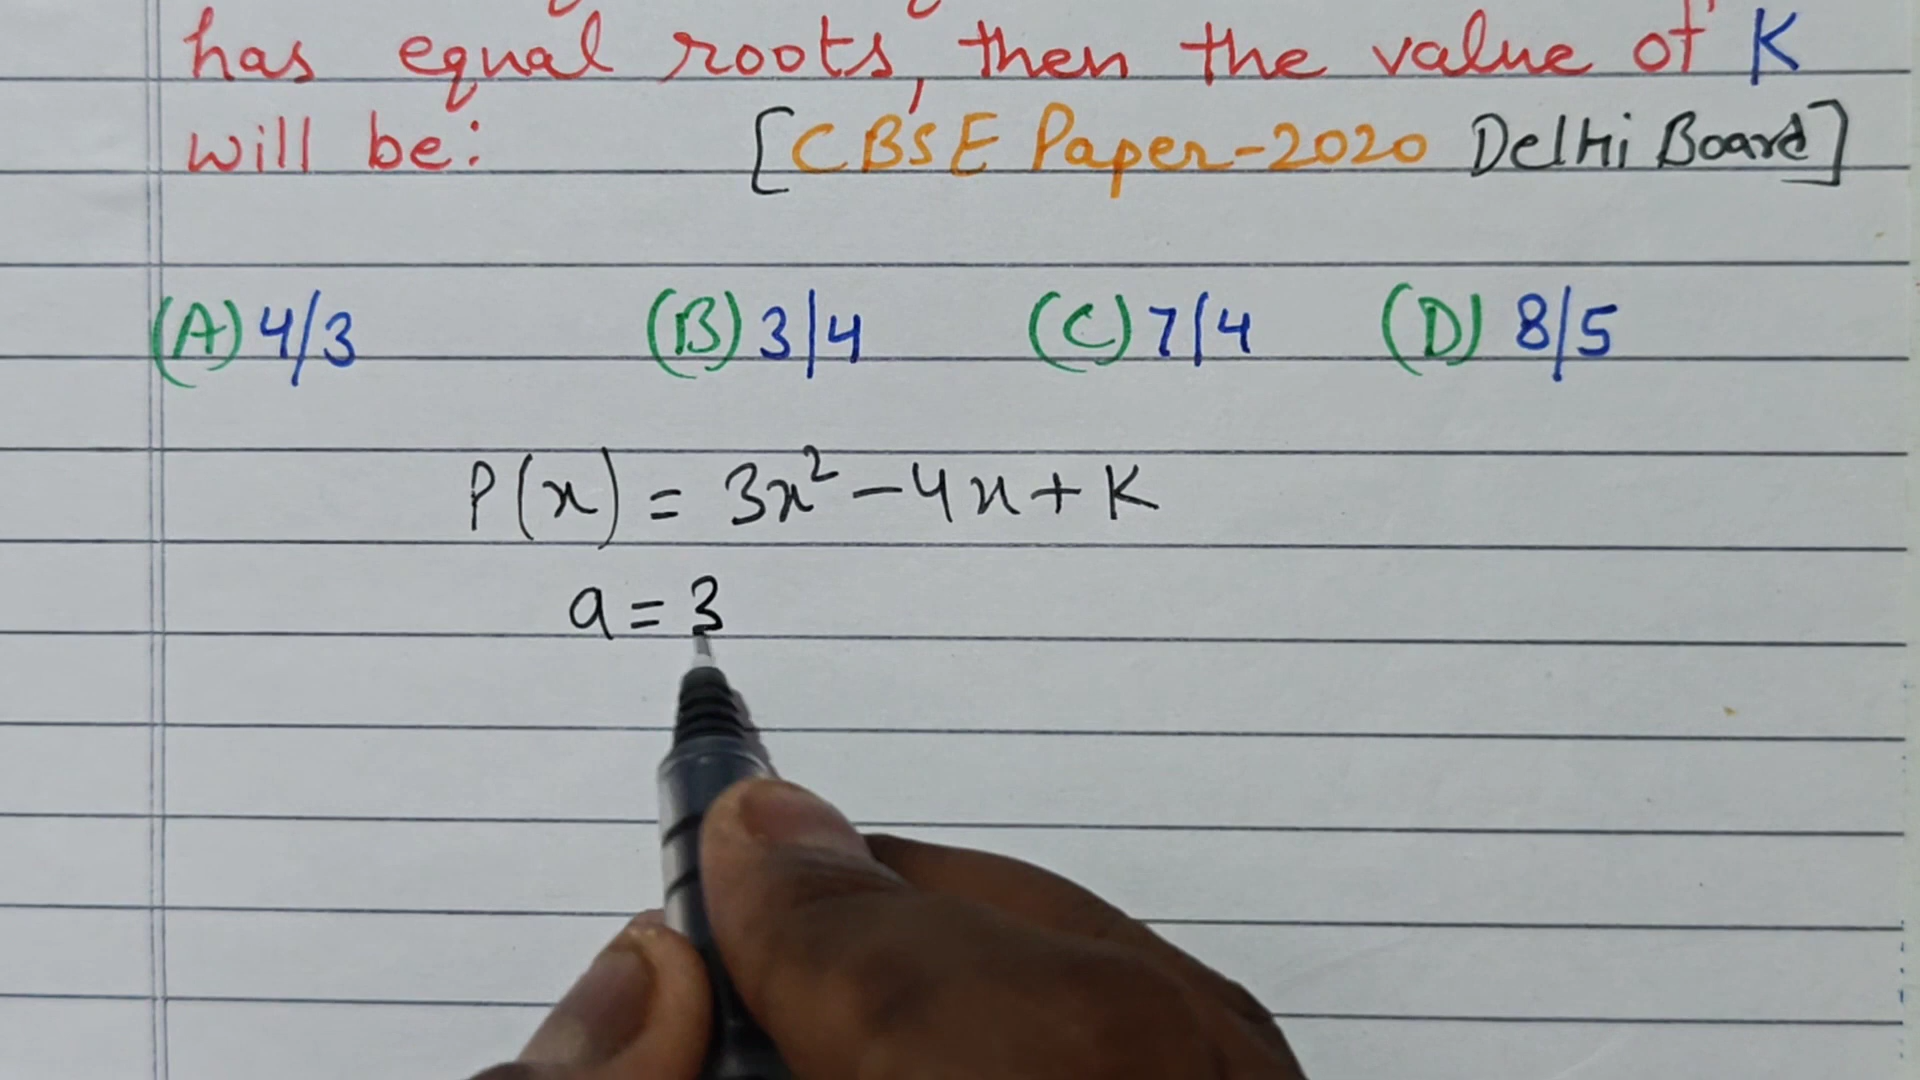 has equal roots, then the value of K
will be: [CBSE Paper-2020 Delhi Board]
(A) 4/3 (B) 3/4 (C) 7/4 (D) 8/5
P(x) = 3x² - 4x + K
a = 3